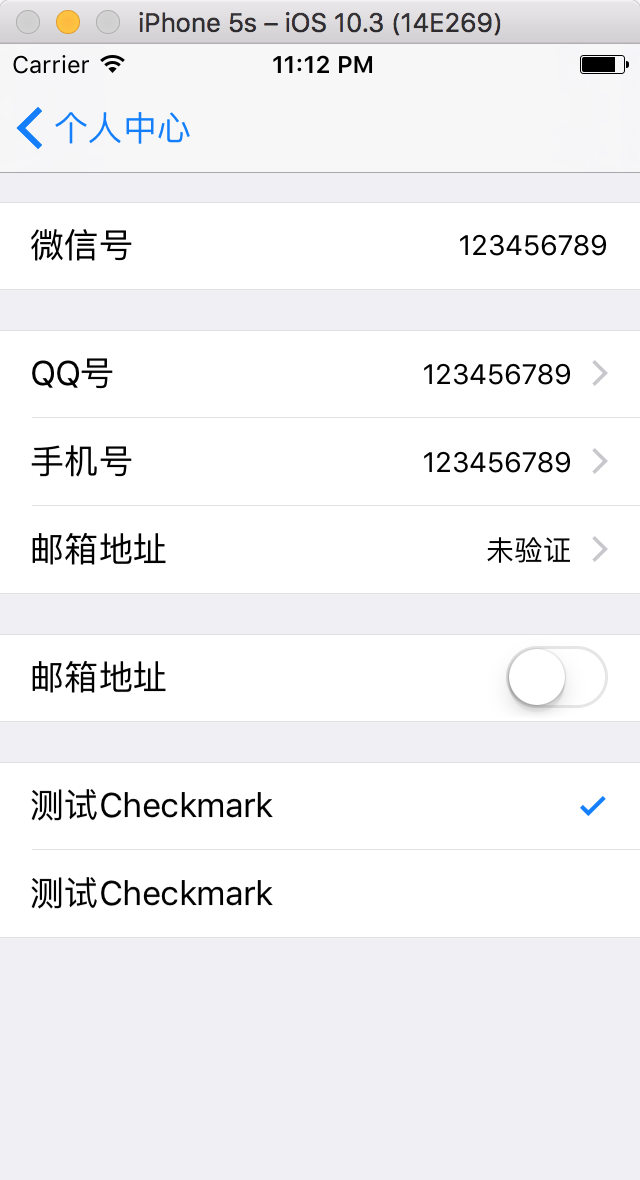 iPhone 5s – iOS 10.3 (14E269)
Carrier 11:12 PM
个人中心
微信号 123456789
QQ号 123456789
手机号 123456789
邮箱地址 未验证
邮箱地址
测试Checkmark
测试Checkmark